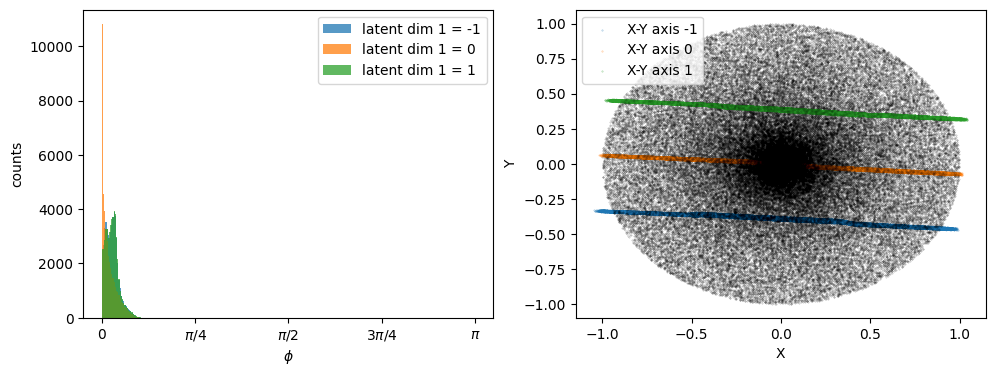 latent dim 1 = -1
latent dim 1 = 0
latent dim 1 = 1
counts
10000
8000
6000
4000
2000
0
0
π/4
π/2
3π/4
π
ϕ
X-Y axis -1
X-Y axis 0
X-Y axis 1
Y
1.00
0.75
0.50
0.25
0.00
−0.25
−0.50
−0.75
−1.00
−1.0
−0.5
0.0
0.5
1.0
X